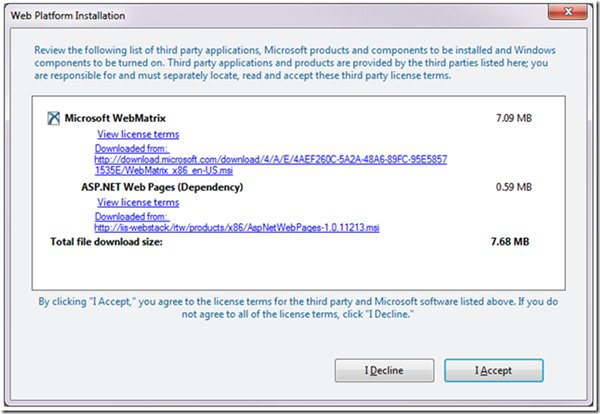 Web Platform Installation
Review the following list of third party applications, Microsoft products and components to be installed and Windows
components to be turned on. Third party applications and products are provided by the third parties listed here; you
are responsible for and must separately locate, read and accept these third party license terms.
Microsoft WebMatrix 7.09 MB
View license terms
Downloaded from:
http://download.microsoft.com/download/4/A/E/4AEF260C-5A2A-48A6-89FC-95E5857
1535E/WebMatrix_x86_en-US.msi
ASP.NET Web Pages (Dependency) 0.59 MB
View license terms
Downloaded from:
http://iis-webstack/rtw/products/x86/AspNetWebPages-1.0.11213.msi
Total file download size: 7.68 MB
By clicking "I Accept," you agree to the license terms for the third party and Microsoft software listed above. If you do
not agree to all of the license terms, click "I Decline."
I Decline I Accept